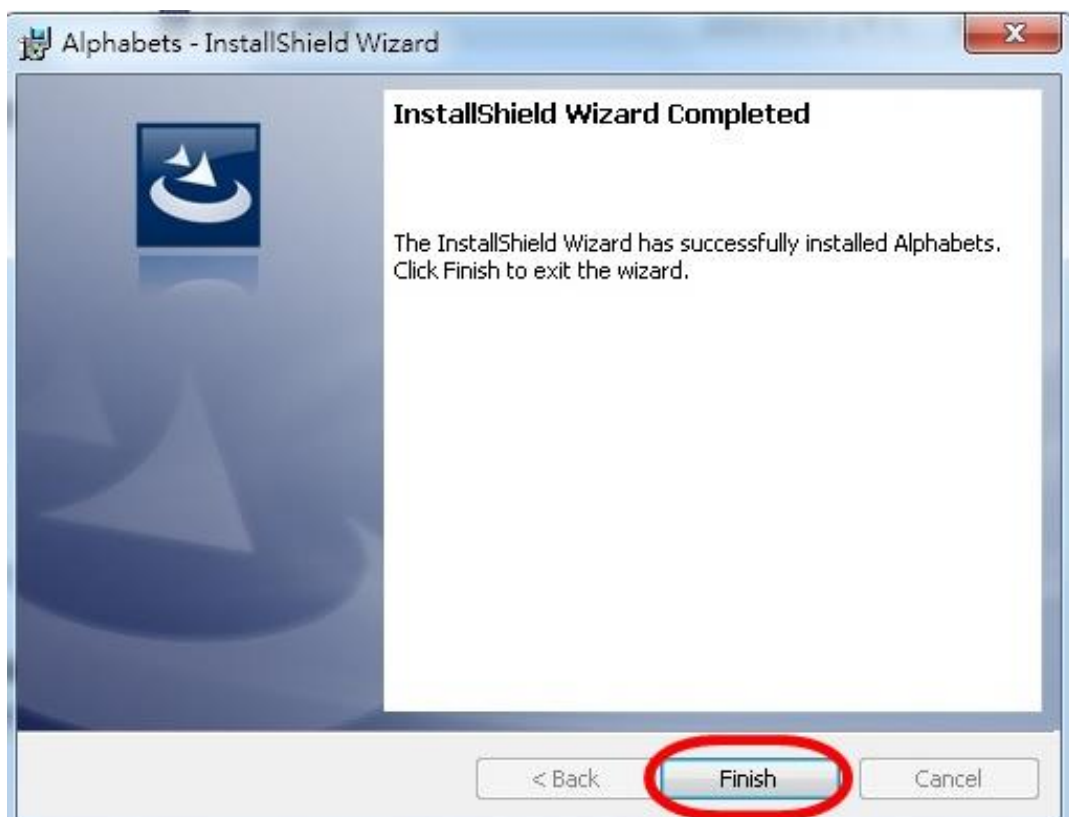 Alphabets - InstallShield Wizard
InstallShield Wizard Completed
The InstallShield Wizard has successfully installed Alphabets.
Click Finish to exit the wizard.
< Back
Finish
Cancel